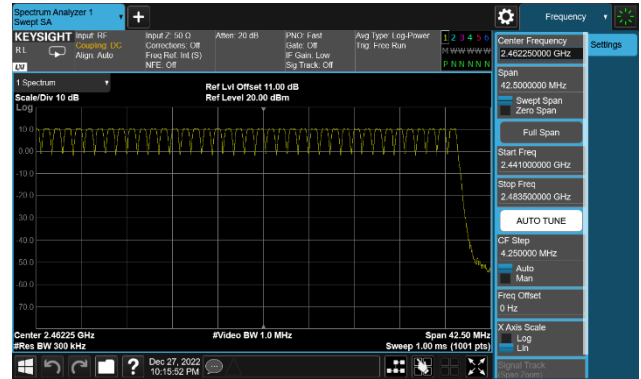 Spectrum Analyzer 1
Swept SA
+
Frequency
KEYSIGHT Input: RF
RL Coupling: DC
Align: Auto
LXI
Input Z: 50 Ω
Corrections: Off
Freq Ref: Int (S)
NFE: Off
Atten: 20 dB
PNO: Fast
Gate: Off
IF Gain: Low
Sig Track: Off
Avg Type: Log-Power
Trig: Free Run
1 2 3 4 5 6
M W W W W W
P N N N N N
1 Spectrum
Scale/Div 10 dB
Log
Ref Lvl Offset 11.00 dB
Ref Level 20.00 dBm
10.0
0.00
-10.0
-20.0
-30.0
-40.0
-50.0
-60.0
-70.0
Center 2.46225 GHz
#Res BW 300 kHz
#Video BW 1.0 MHz
Span 42.50 MHz
Sweep 1.00 ms (1001 pts)
?
Dec 27, 2022
10:15:52 PM
Center Frequency
2.462250000 GHz
Settings
Span
42.5000000 MHz
Swept Span
Zero Span
Full Span
Start Freq
2.441000000 GHz
Stop Freq
2.483500000 GHz
AUTO TUNE
CF Step
4.250000 MHz
Auto
Man
Freq Offset
0 Hz
X Axis Scale
Log
Lin
Signal Track
(Span Zoom)